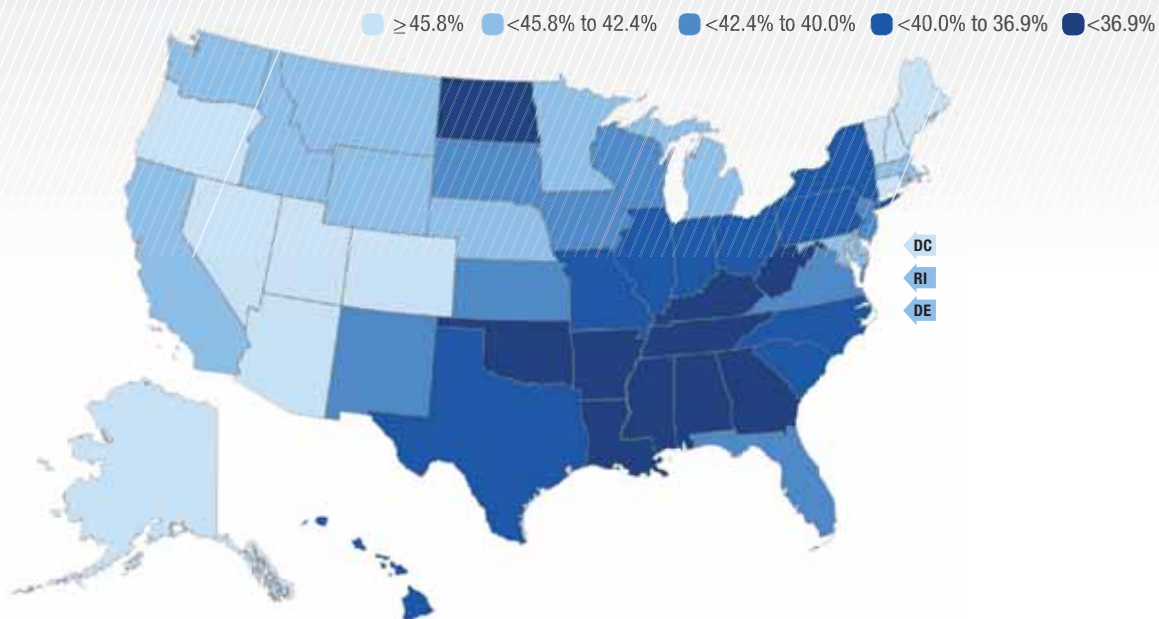 ≥45.8% <45.8% to 42.4% <42.4% to 40.0% <40.0% to 36.9% <36.9%
DC
RI
DE